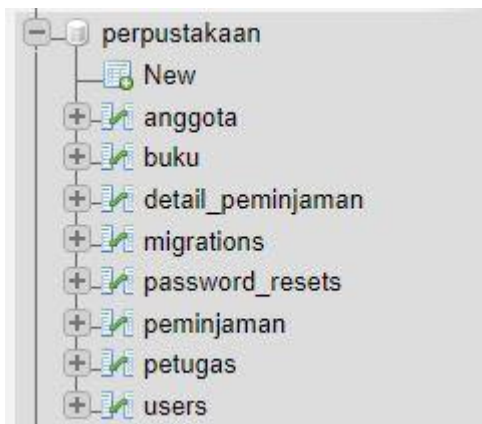 perpustakaan
New
anggota
buku
detail_peminjaman
migrations
password_resets
peminjaman
petugas
users